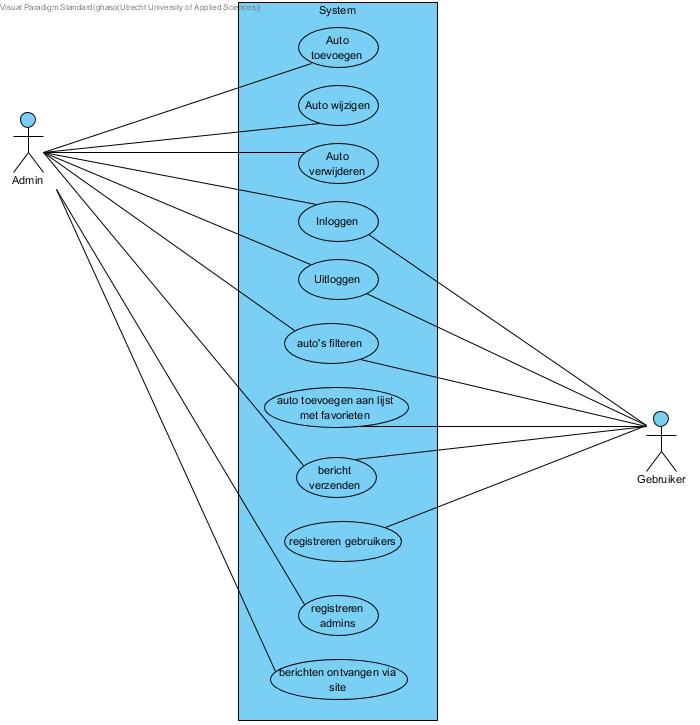 Visual Paradigm Standard(ghaso(Utrecht University of Applied Sciences))
System
Auto
toevoegen
Auto wijzigen
Auto
verwijderen
Admin
Inloggen
Uitloggen
auto's filteren
auto toevoegen aan lijst
met favorieten
bericht
verzenden
Gebruiker
registreren gebruikers
registreren
admins
berichten ontvangen via
site